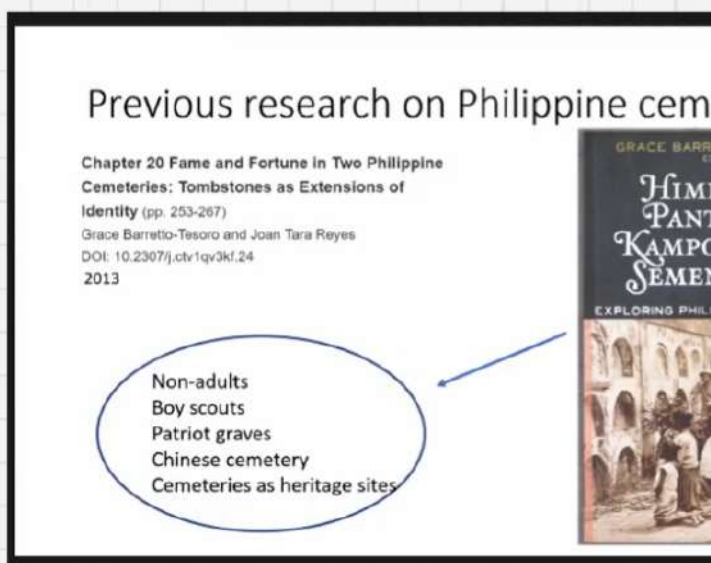 Previous research on Philippine cem
Chapter 20 Fame and Fortune in Two Philippine
Cemeteries: Tombstones as Extensions of
Identity (pp. 253-267)
Grace Barretto-Tesoro and Joan Tara Reyes
DOI: 10.2307/j.ctv1qv3kf.24
2013
GRACE BARR
HIM
PANT
KAMPO
SEMEN
EXPLORING PHIL
Non-adults
Boy scouts
Patriot graves
Chinese cemetery
Cemeteries as heritage sites